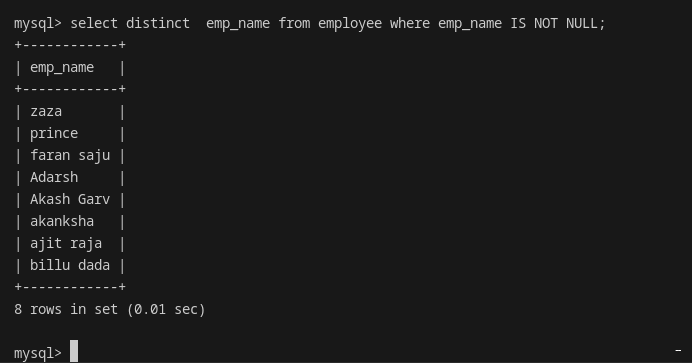 mysql> select distinct  emp_name from employee where emp_name IS NOT NULL;
+------------+
| emp_name   |
+------------+
| zaza       |
| prince     |
| faran saju |
| Adarsh     |
| Akash Garv |
| akanksha   |
| ajit raja  |
| billu dada |
+------------+
8 rows in set (0.01 sec)

mysql>